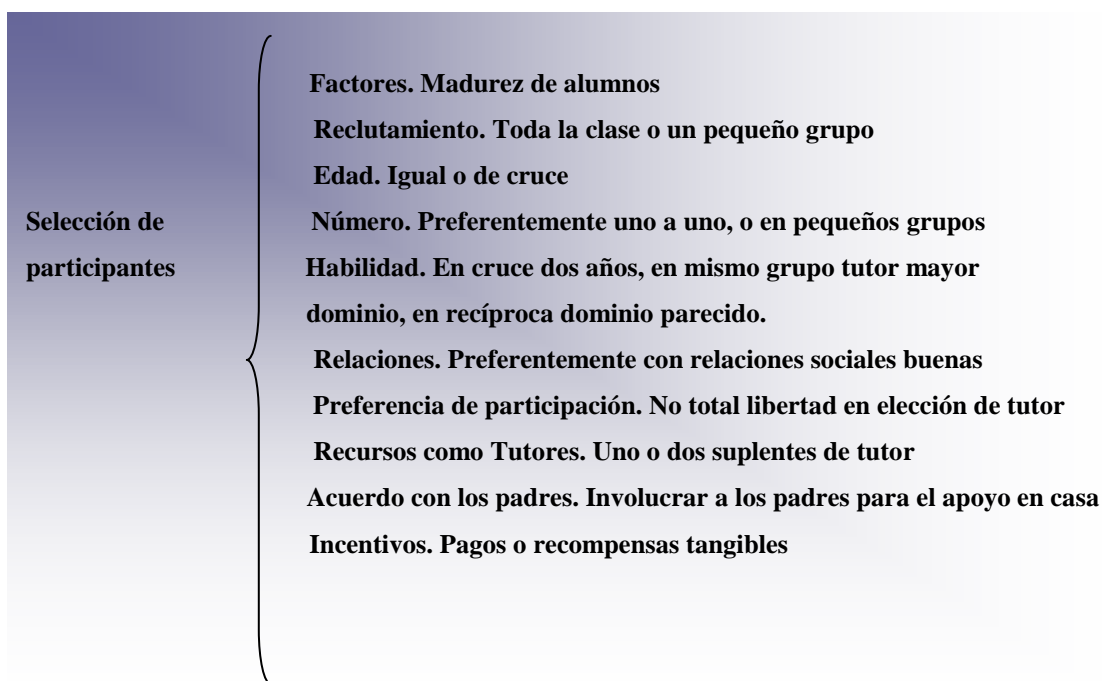 Factores. Madurez de alumnos
Reclutamiento. Toda la clase o un pequeño grupo
Edad. Igual o de cruce
Selección de
participantes
Número. Preferentemente uno a uno, o en pequeños grupos
Habilidad. En cruce dos años, en mismo grupo tutor mayor
dominio, en recíproca dominio parecido.
Relaciones. Preferentemente con relaciones sociales buenas
Preferencia de participación. No total libertad en elección de tutor
Recursos como Tutores. Uno o dos suplentes de tutor
Acuerdo con los padres. Involucrar a los padres para el apoyo en casa
Incentivos. Pagos o recompensas tangibles